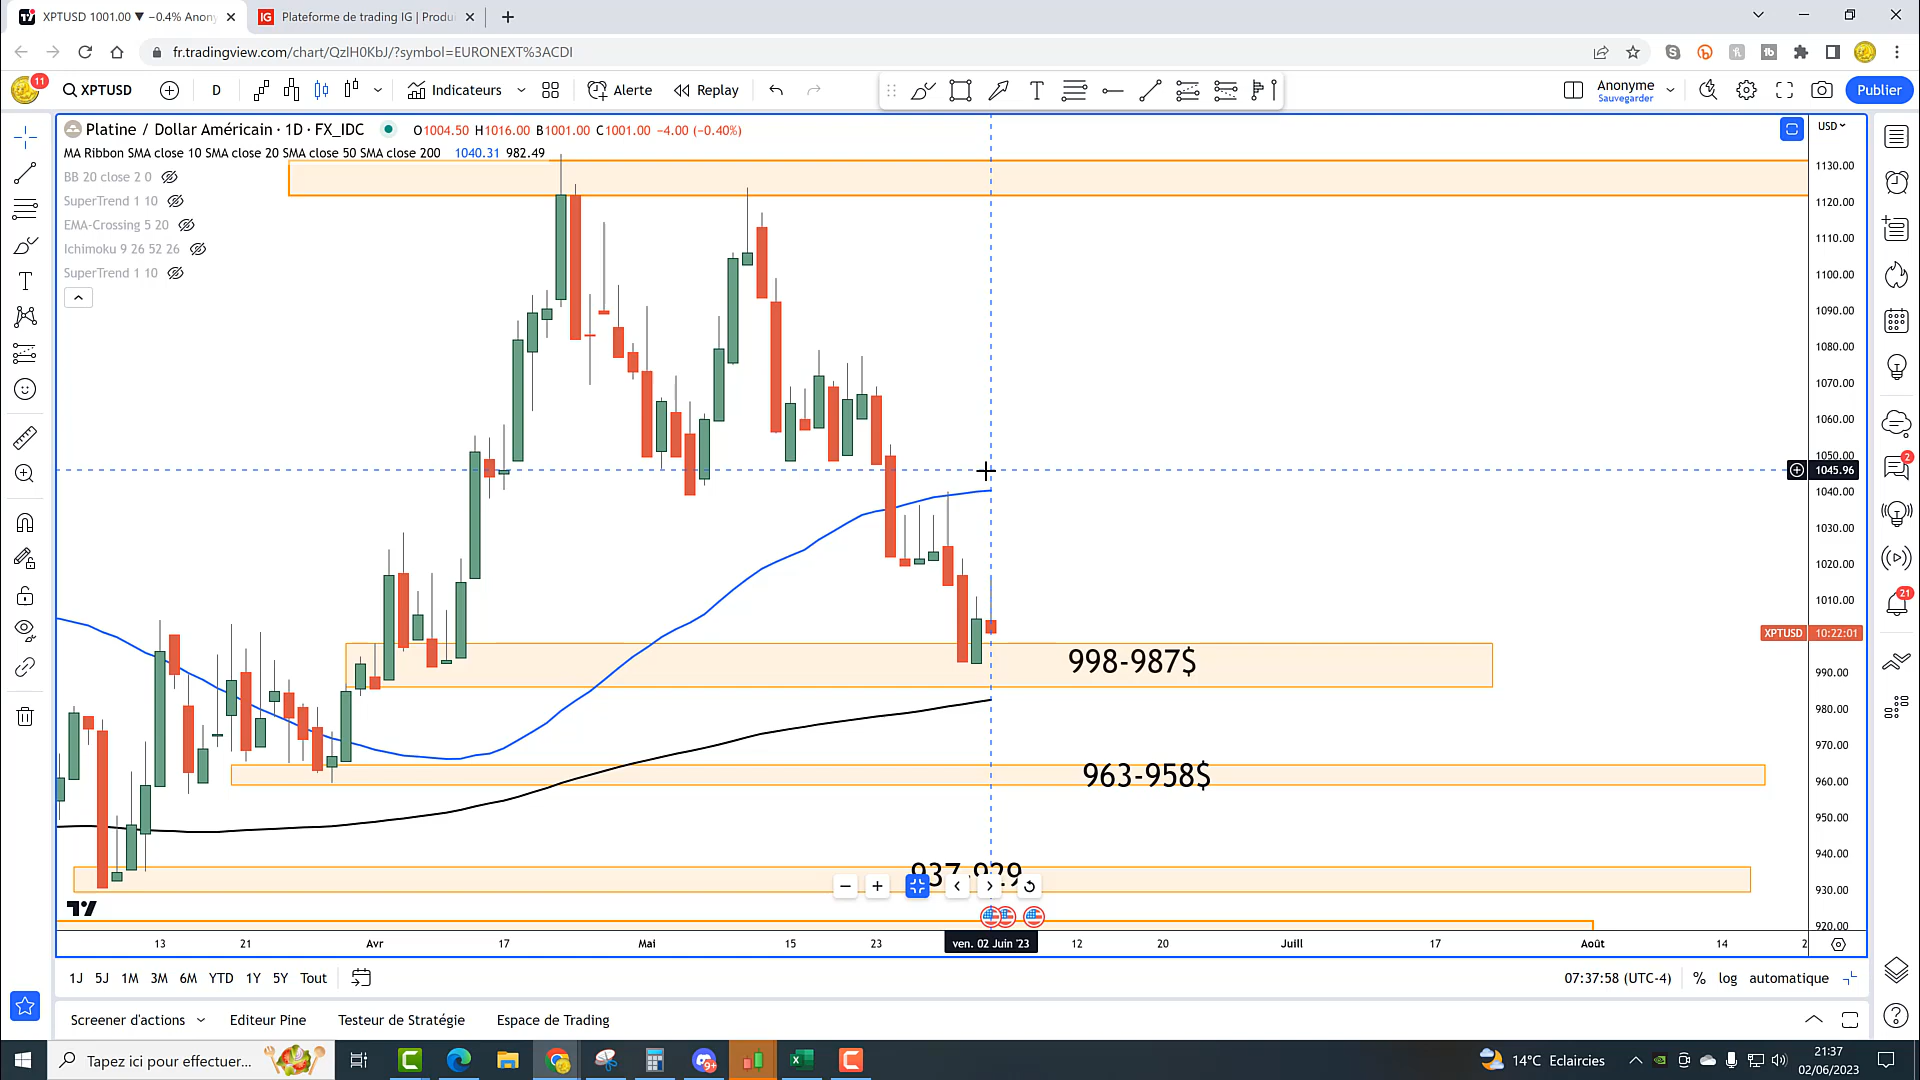 XPTUSD 1001.00 ▼ −0.4% Anony
Plateforme de trading IG | Produ
fr.tradingview.com/chart/QzlH0KbJ/?symbol=EURONEXT%3ACDI
11
XPTUSD
D
Indicateurs
Alerte
Replay
Anonyme
Sauvegarder
Publier
Platine / Dollar Américain · 1D · FX_IDC
O1004.50 H1016.00 B1001.00 C1001.00 −4.00 (−0.40%)
USD
MA Ribbon SMA close 10 SMA close 20 SMA close 50 SMA close 200 1040.31 982.49
BB 20 close 2 0
SuperTrend 1 10
EMA-Crossing 5 20
Ichimoku 9 26 52 26
SuperTrend 1 10
1130.00
1120.00
1110.00
1100.00
1090.00
1080.00
1070.00
1060.00
1050.00
1045.96
1040.00
1030.00
1020.00
1010.00
XPTUSD 10:22:01
990.00
980.00
970.00
960.00
950.00
940.00
930.00
920.00
998-987$
963-958$
937-929
2
21
13
21
Avr
17
Mai
15
23
ven. 02 Juin '23
12
20
Juill
17
Août
14
2
1J 5J 1M 3M 6M YTD 1Y 5Y Tout
07:37:58 (UTC-4)
% log automatique
Screener d'actions
Editeur Pine
Testeur de Stratégie
Espace de Trading
Tapez ici pour effectuer...
9+
14°C Eclaircies
21:37
02/06/2023